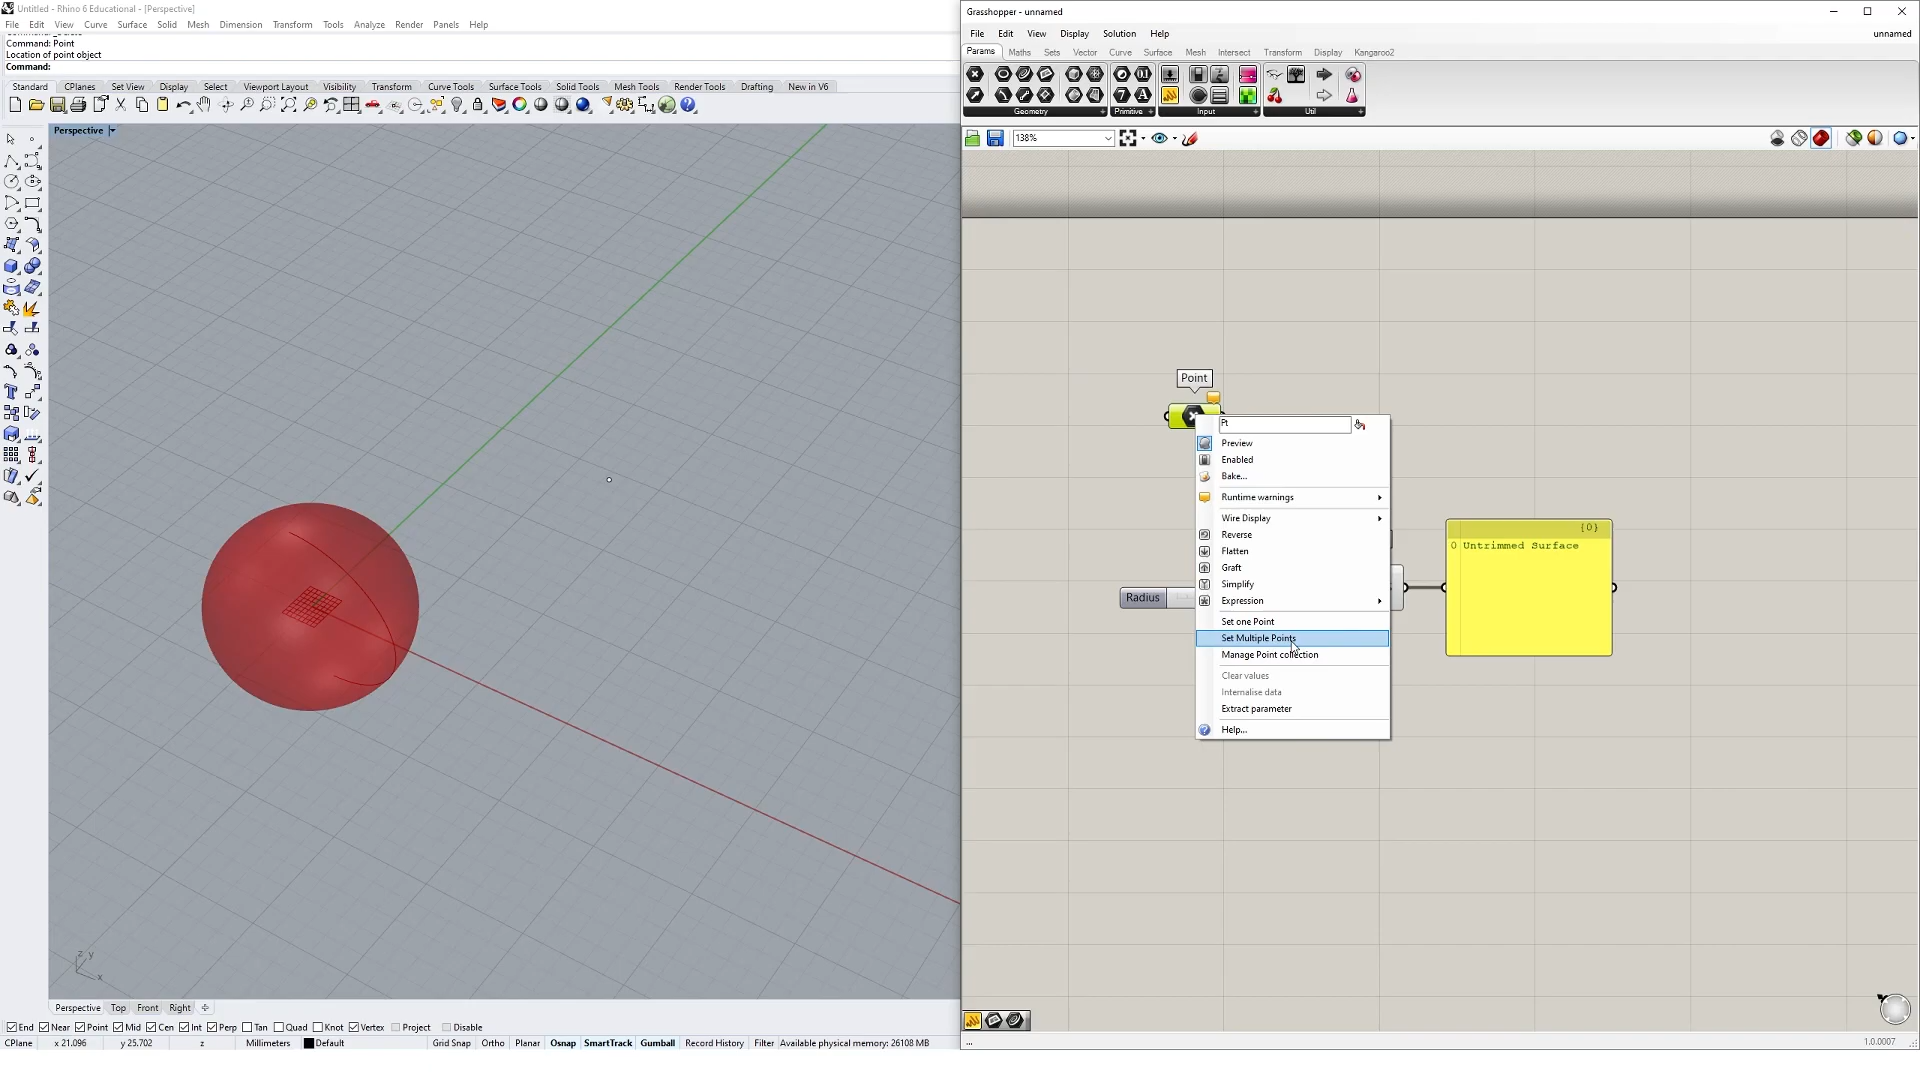 Untitled - Rhino 6 Educational - [Perspective]
File Edit View Curve Surface Solid Mesh Dimension Transform Tools Analyze Render Panels Help
Command: Point
Location of point object
Command:
Standard CPlanes Set View Display Select Viewport Layout Visibility Transform Curve Tools Surface Tools Solid Tools Mesh Tools Render Tools Drafting New in V6
Perspective
z y
x
Perspective Top Front Right
End Near Point Mid Cen Int Perp Tan Quad Knot Vertex Project Disable
CPlane x 21.096 y 25.702 z Millimeters Default Grid Snap Ortho Planar Osnap SmartTrack Gumball Record History Filter Available physical memory: 26108 MB
Grasshopper - unnamed
File Edit View Display Solution Help
unnamed
Params Maths Sets Vector Curve Surface Mesh Intersect Transform Display Kangaroo2
Geometry Primitive Input Util
138%
Point
Pt
Preview
Enabled
Bake...
Runtime warnings
Wire Display
Reverse
Flatten
Graft
Simplify
Expression
Set one Point
Set Multiple Points
Manage Point collection
Clear values
Internalise data
Extract parameter
Help...
Radius
{0}
0 Untrimmed Surface
...
1.0.0007